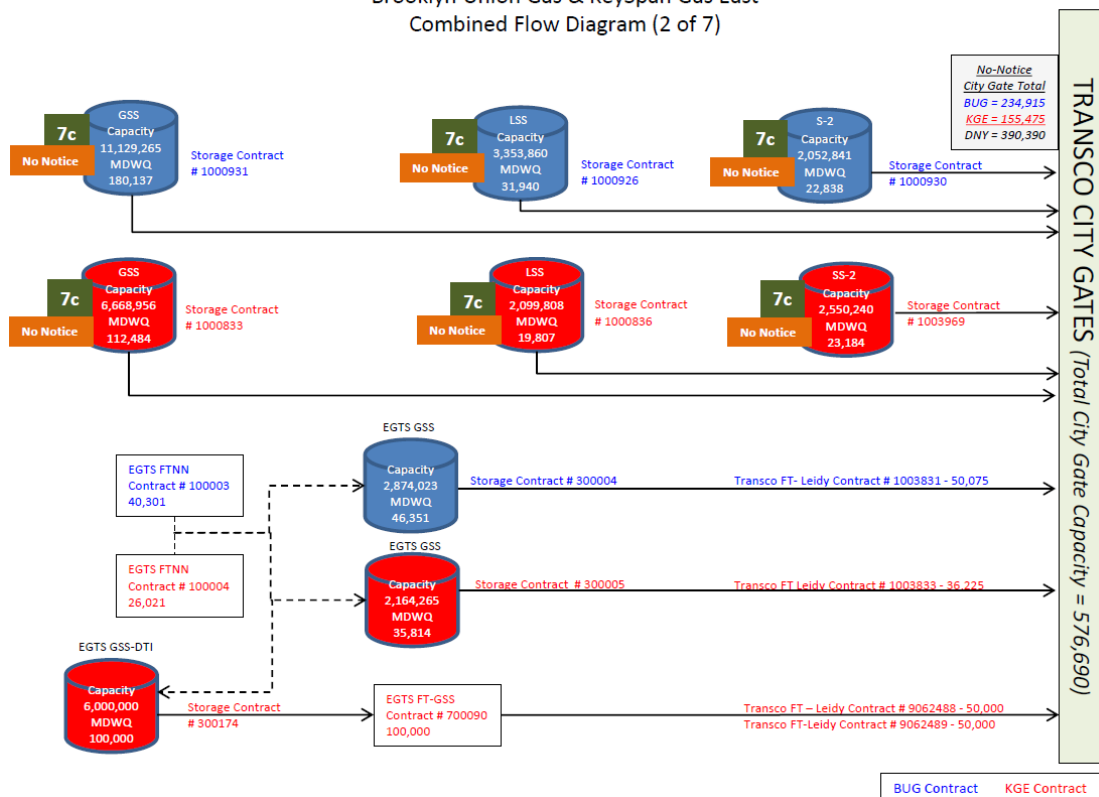 Brooklyn Union Gas & KeySpan Gas East
Combined Flow Diagram (2 of 7)
No-Notice
City Gate Total
BUG = 234,915
KGE = 155,475
DNY = 390,390
TRANSCO CITY GATES (Total City Gate Capacity = 576,690)
7c
No Notice
GSS
Capacity
11,129,265
MDWQ
180,137
Storage Contract
# 1000931
7c
No Notice
LSS
Capacity
3,353,860
MDWQ
31,940
Storage Contract
# 1000926
7c
No Notice
S-2
Capacity
2,052,841
MDWQ
22,838
Storage Contract
# 1000930
7c
No Notice
GSS
Capacity
6,668,956
MDWQ
112,484
Storage Contract
# 1000833
7c
No Notice
LSS
Capacity
2,099,808
MDWQ
19,807
Storage Contract
# 1000836
7c
No Notice
SS-2
Capacity
2,550,240
MDWQ
23,184
Storage Contract
# 1003969
EGTS FTNN
Contract # 100003
40,301
EGTS GSS
Capacity
2,874,023
MDWQ
46,351
Storage Contract # 300004
Transco FT- Leidy Contract # 1003831 - 50,075
EGTS FTNN
Contract # 100004
26,021
EGTS GSS
Capacity
2,164,265
MDWQ
35,814
Storage Contract # 300005
Transco FT Leidy Contract # 1003833 - 36,225
EGTS GSS-DTI
Capacity
6,000,000
MDWQ
100,000
Storage Contract
# 300174
EGTS FT-GSS
Contract # 700090
100,000
Transco FT – Leidy Contract # 9062488 - 50,000
Transco FT-Leidy Contract # 9062489 - 50,000
BUG Contract KGE Contract